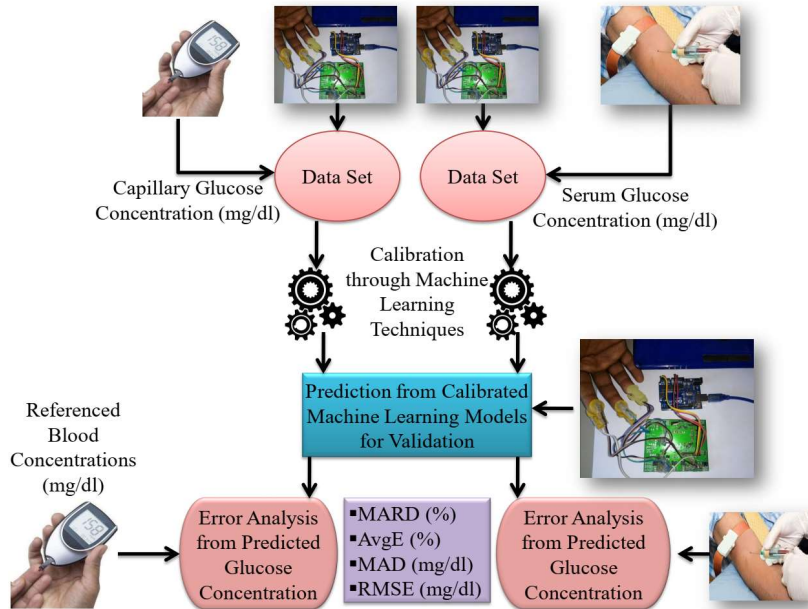 158
Data Set
Data Set
Capillary Glucose
Concentration (mg/dl)
Serum Glucose
Concentration (mg/dl)
Calibration
through Machine
Learning
Techniques
Prediction from Calibrated
Machine Learning Models
for Validation
Referenced
Blood
Concentrations
(mg/dl)
158
Error Analysis
from Predicted
Glucose
Concentration
▪MARD (%)
▪AvgE (%)
▪MAD (mg/dl)
▪RMSE (mg/dl)
Error Analysis
from Predicted
Glucose
Concentration